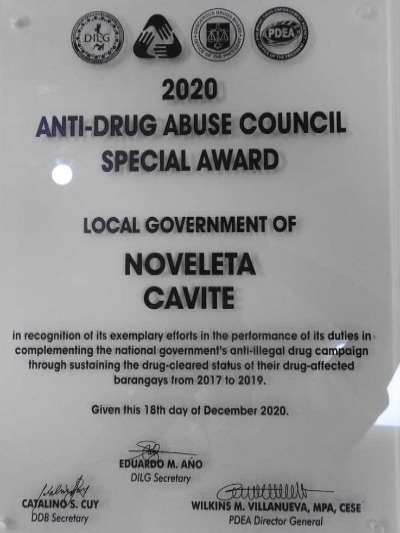 DILG
PDEA
2020
ANTI-DRUG ABUSE COUNCIL
SPECIAL AWARD
LOCAL GOVERNMENT OF
NOVELETA
CAVITE
in recognition of its exemplary efforts in the performance of its duties in
complementing the national government's anti-illegal drug campaign
through sustaining the drug-cleared status of their drug-affected
barangays from 2017 to 2019.
Given this 18th day of December 2020.
EDUARDO M. AÑO
DILG Secretary
CATALINO S. CUY
DDB Secretary
WILKINS M. VILLANUEVA, MPA, CESE
PDEA Director General